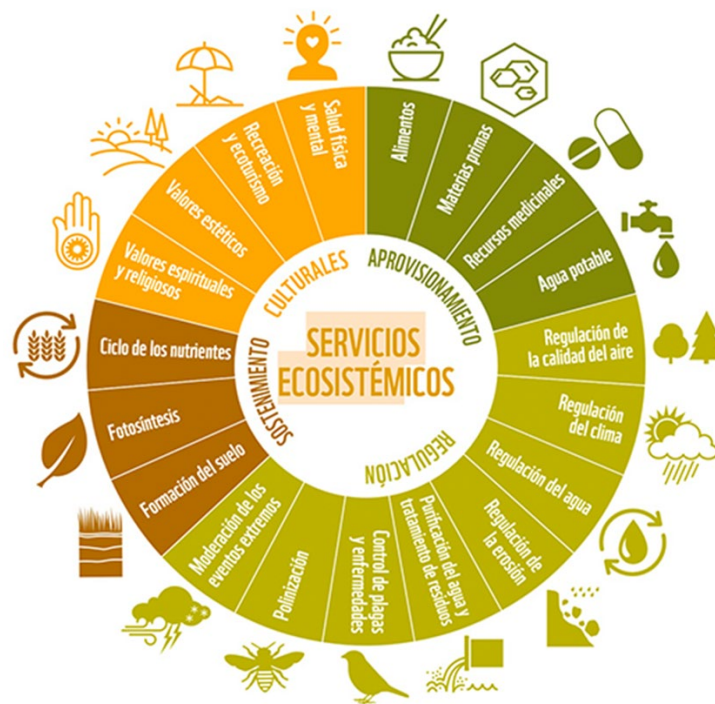 SERVICIOS
ECOSISTÉMICOS
CULTURALES
APROVISIONAMIENTO
REGULACIÓN
SOSTENIMIENTO
Alimentos
Materias primas
Recursos medicinales
Agua potable
Regulación de
la calidad del aire
Regulación
del clima
Regulación del agua
Regulación de
la erosión
Purificación del agua y
tratamiento de residuos
Control de plagas
y enfermedades
Polinización
Moderación de los
eventos extremos
Formación del suelo
Fotosíntesis
Ciclo de los nutrientes
Valores espirituales
y religiosos
Valores estéticos
Recreación
y ecoturismo
Salud física
y mental